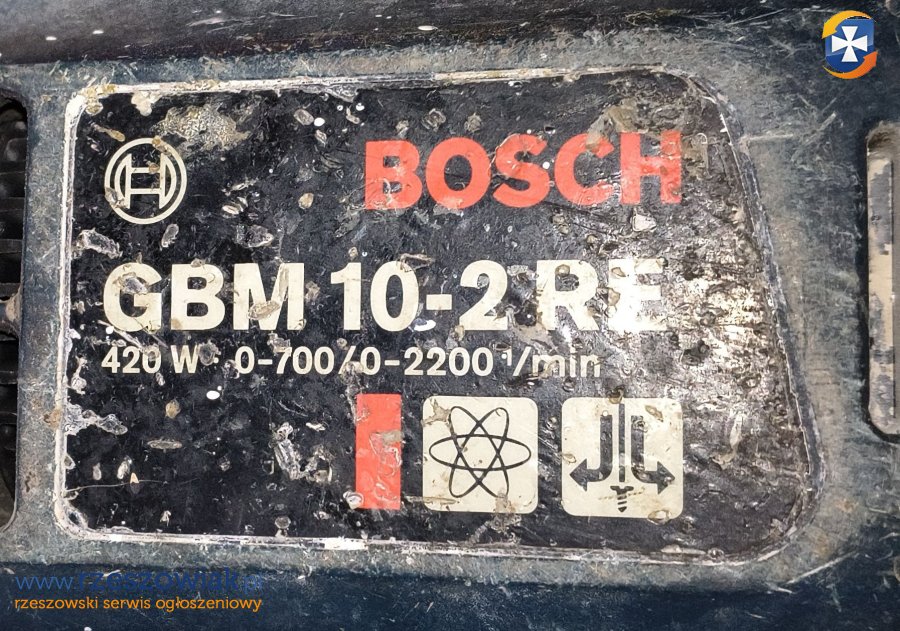 BOSCH
GBM 10-2 RE
420 W · 0-700/0-2200 1/min
www.rzeszowiak.pl
rzeszowski serwis ogłoszeniowy